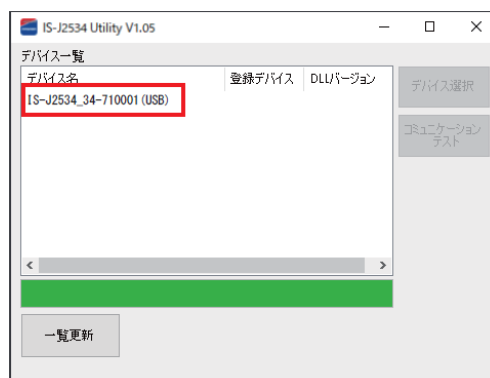 IS-J2534 Utility V1.05
デバイス一覧
デバイス名 登録デバイス DLLバージョン
IS-J2534_34-710001(USB)
デバイス選択
コミュニケーション
テスト
一覧更新